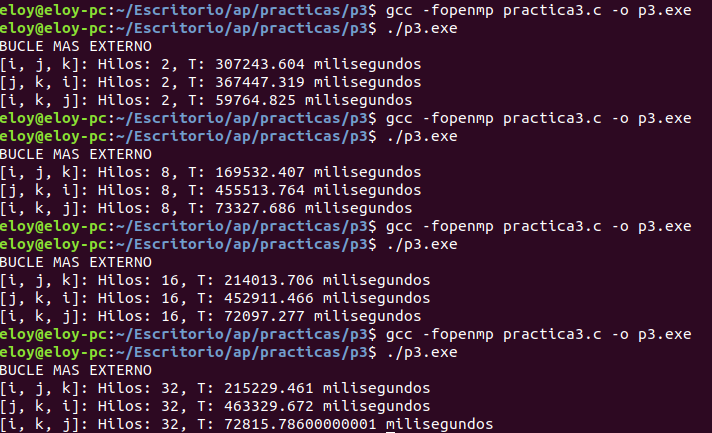 eloy@eloy-pc:~/Escritorio/ap/practicas/p3$ gcc -fopenmp practica3.c -o p3.exe
eloy@eloy-pc:~/Escritorio/ap/practicas/p3$ ./p3.exe
BUCLE MAS EXTERNO
[i, j, k]: Hilos: 2, T: 307243.604 milisegundos
[j, k, i]: Hilos: 2, T: 367447.319 milisegundos
[i, k, j]: Hilos: 2, T: 59764.825 milisegundos
eloy@eloy-pc:~/Escritorio/ap/practicas/p3$ gcc -fopenmp practica3.c -o p3.exe
eloy@eloy-pc:~/Escritorio/ap/practicas/p3$ ./p3.exe
BUCLE MAS EXTERNO
[i, j, k]: Hilos: 8, T: 169532.407 milisegundos
[j, k, i]: Hilos: 8, T: 455513.764 milisegundos
[i, k, j]: Hilos: 8, T: 73327.686 milisegundos
eloy@eloy-pc:~/Escritorio/ap/practicas/p3$ gcc -fopenmp practica3.c -o p3.exe
eloy@eloy-pc:~/Escritorio/ap/practicas/p3$ ./p3.exe
BUCLE MAS EXTERNO
[i, j, k]: Hilos: 16, T: 214013.706 milisegundos
[j, k, i]: Hilos: 16, T: 452911.466 milisegundos
[i, k, j]: Hilos: 16, T: 72097.277 milisegundos
eloy@eloy-pc:~/Escritorio/ap/practicas/p3$ gcc -fopenmp practica3.c -o p3.exe
eloy@eloy-pc:~/Escritorio/ap/practicas/p3$ ./p3.exe
BUCLE MAS EXTERNO
[i, j, k]: Hilos: 32, T: 215229.461 milisegundos
[j, k, i]: Hilos: 32, T: 463329.672 milisegundos
[i, k, j]: Hilos: 32, T: 72815.78600000001 milisegundos